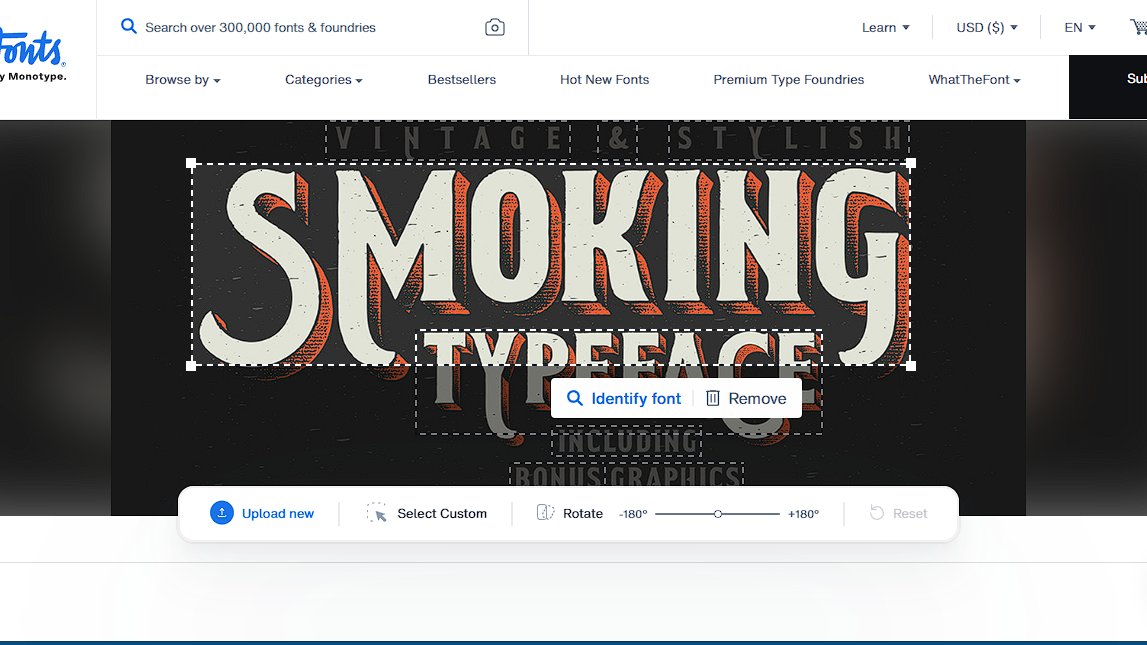 Search over 300,000 fonts & foundries
Learn
USD ($)
EN
Fonts
y Monotype.
Browse by
Categories
Bestsellers
Hot New Fonts
Premium Type Foundries
WhatTheFont
Sub
VINTAGE & STYLISH
SMOKING
TYPEFACE
Identify font
Remove
INCLUDING
BONUS GRAPHICS
Upload new
Select Custom
Rotate
-180°
+180°
Reset